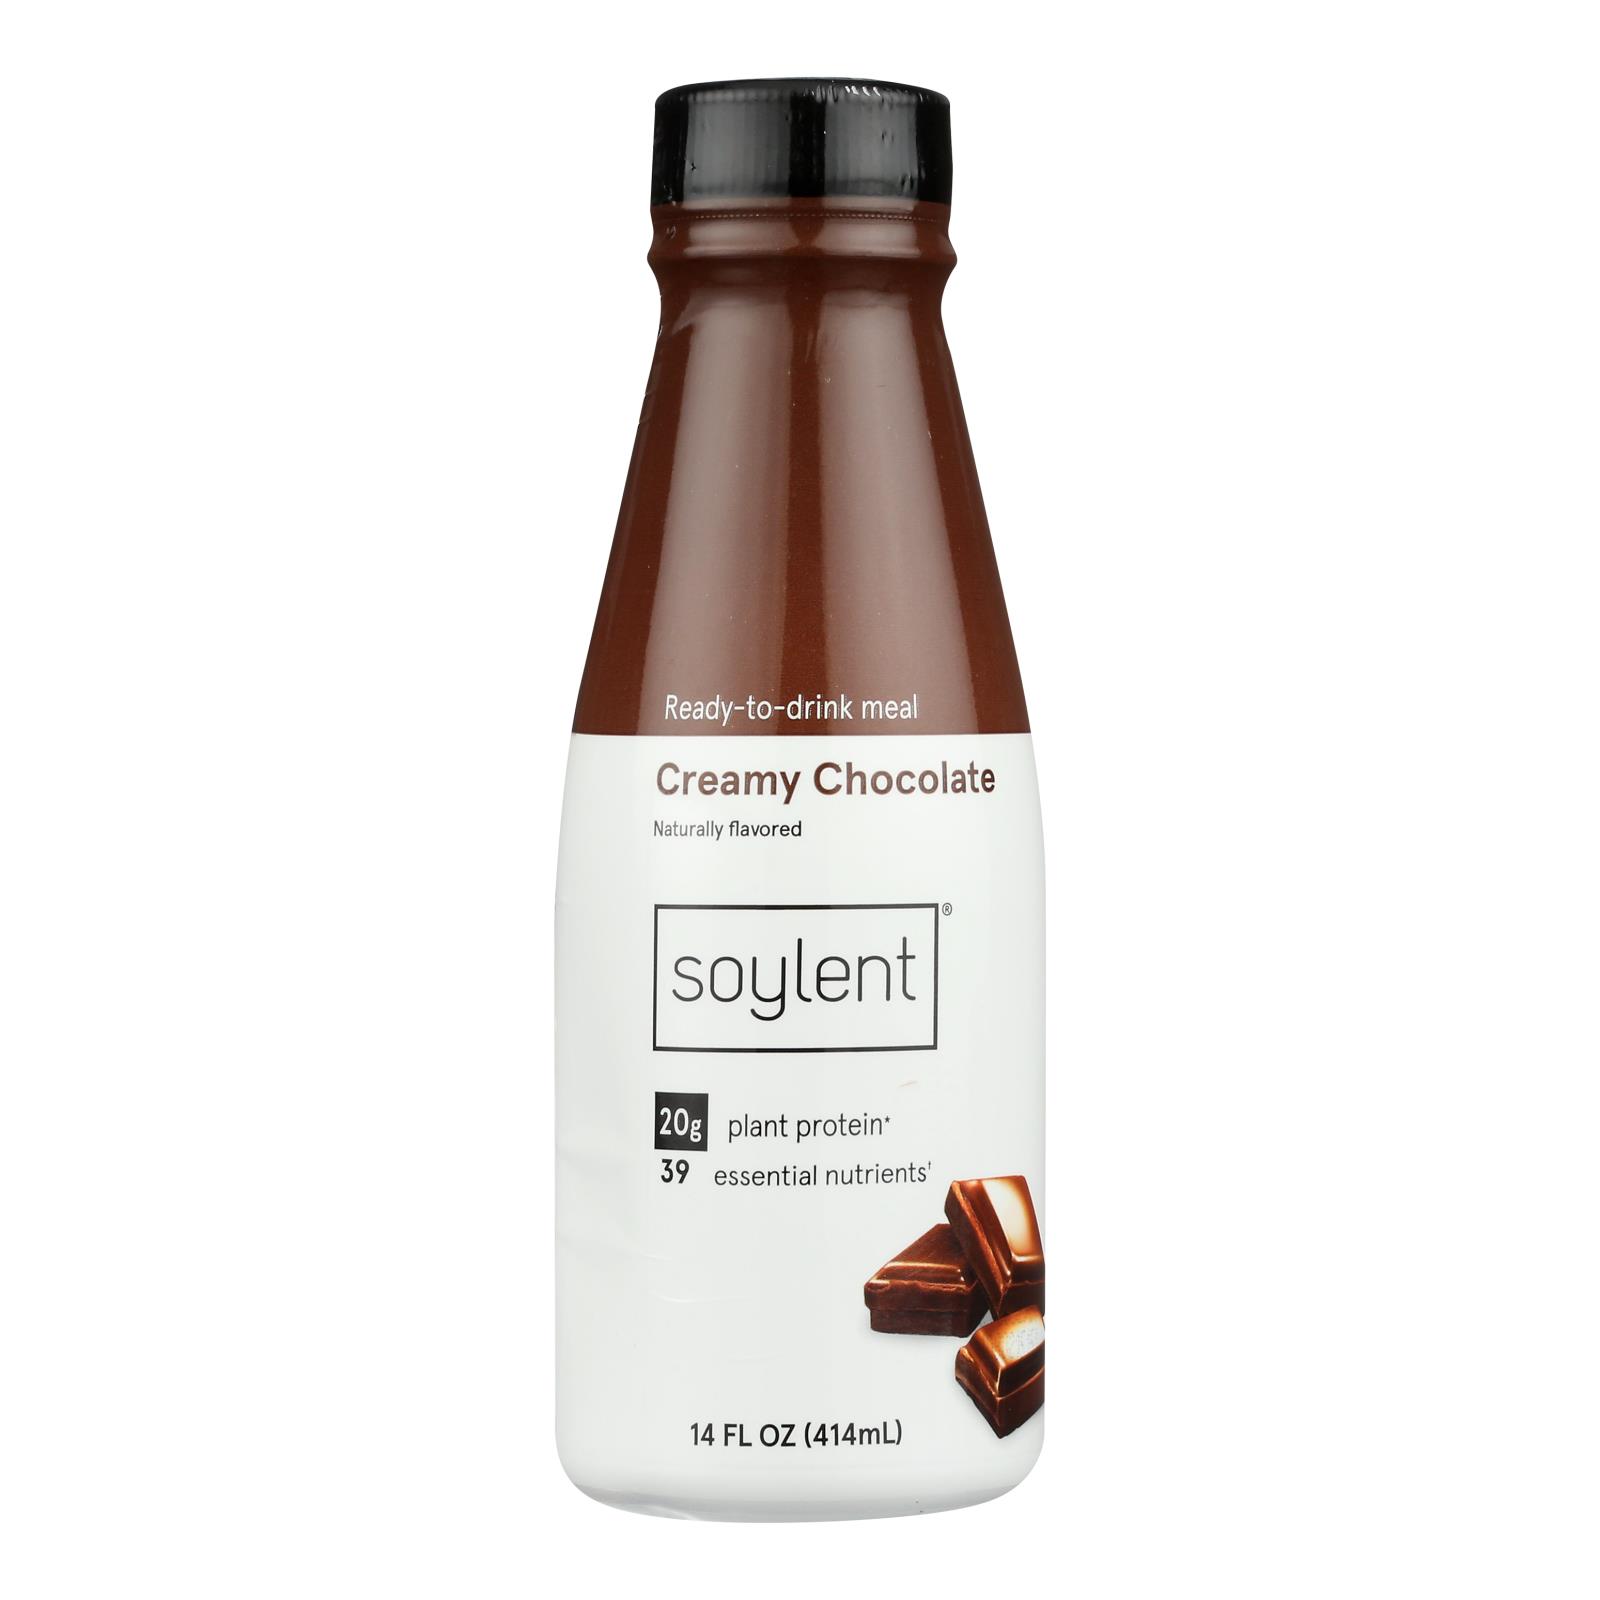 Ready-to-drink meal
Creamy Chocolate
Naturally flavored
soylent®
20g plant protein*
39 essential nutrients†
14 FL OZ (414mL)